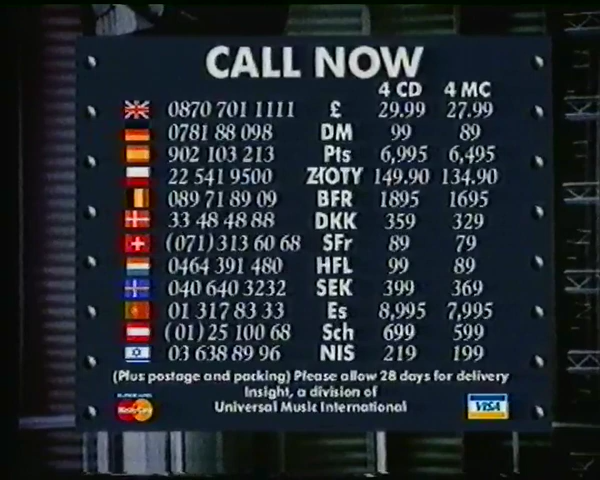 CALL NOW
4 CD 4 MC
0870 701 1111 £ 29.99 27.99
0781 88 098 DM 99 89
902 103 213 Pts 6,995 6,495
22 541 9500 ZŁOTY 149.90 134.90
089 71 89 09 BFR 1895 1695
33 48 48 88 DKK 359 329
(071) 313 60 68 SFr 89 79
0464 391 480 HFL 99 89
040 640 3232 SEK 399 369
01 317 83 33 Es 8,995 7,995
(01) 25 100 68 Sch 699 599
03 638 89 96 NIS 219 199
(Plus postage and packing) Please allow 28 days for delivery
Insight, a division of
Universal Music International
MasterCard VISA